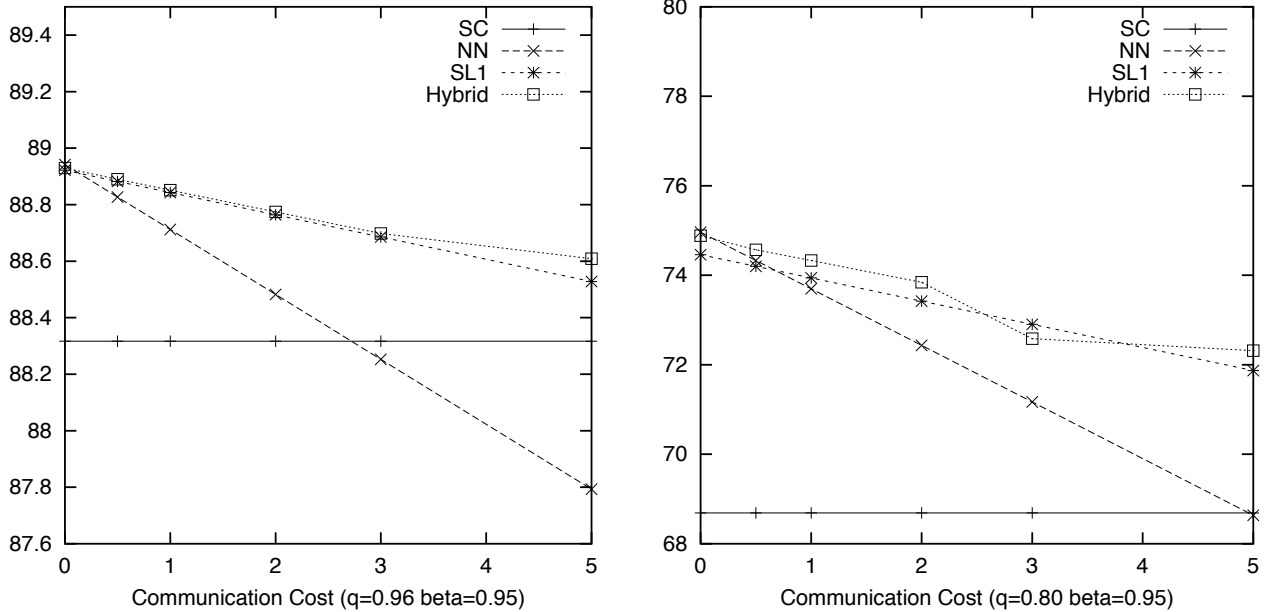 89.4
89.2
89
88.8
88.6
88.4
88.2
88
87.8
87.6
0 1 2 3 4 5
SC
NN
SL1
Hybrid
Communication Cost (q=0.96 beta=0.95)
80
78
76
74
72
70
68
0 1 2 3 4 5
SC
NN
SL1
Hybrid
Communication Cost (q=0.80 beta=0.95)